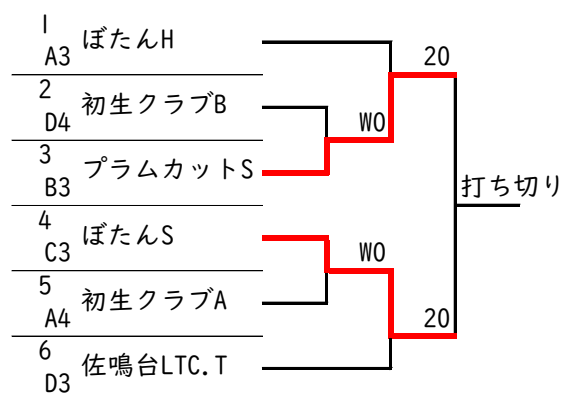 1
A3 ぼたんH
2
D4 初生クラブB
3
B3 プラムカットS
4
C3 ぼたんS
5
A4 初生クラブA
6
D3 佐鳴台LTC.T
WO
WO
20
20
打ち切り